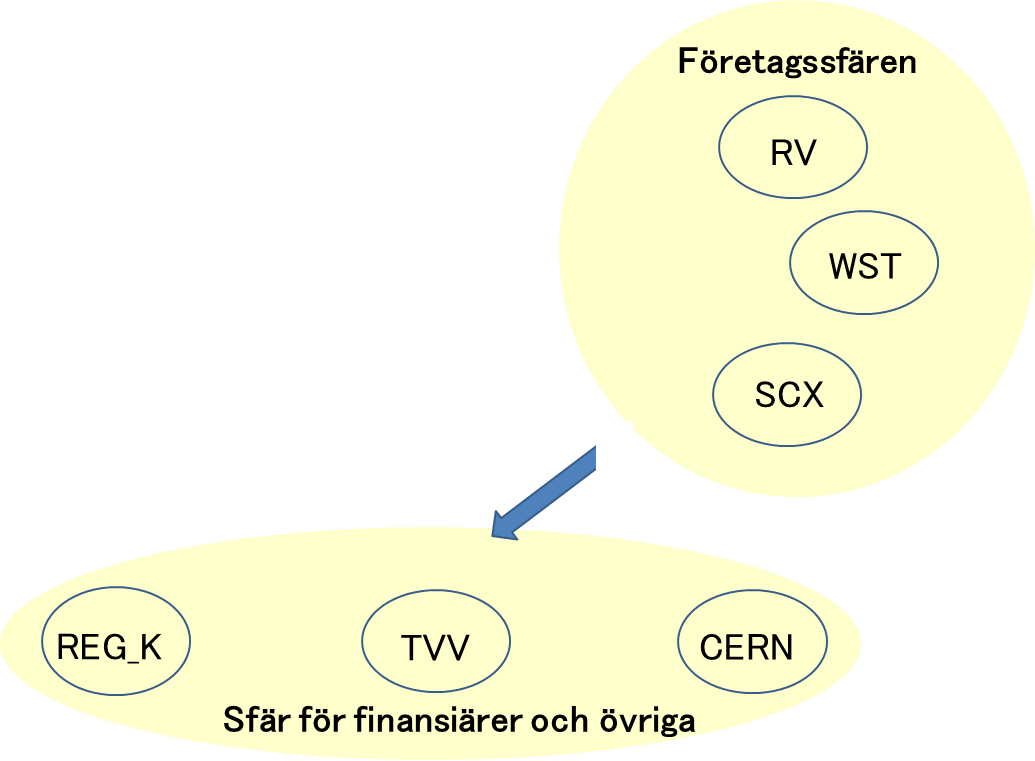 Företagssfären
RV
WST
SCX
REG_K
TVV
CERN
Sfär för finansiärer och övriga